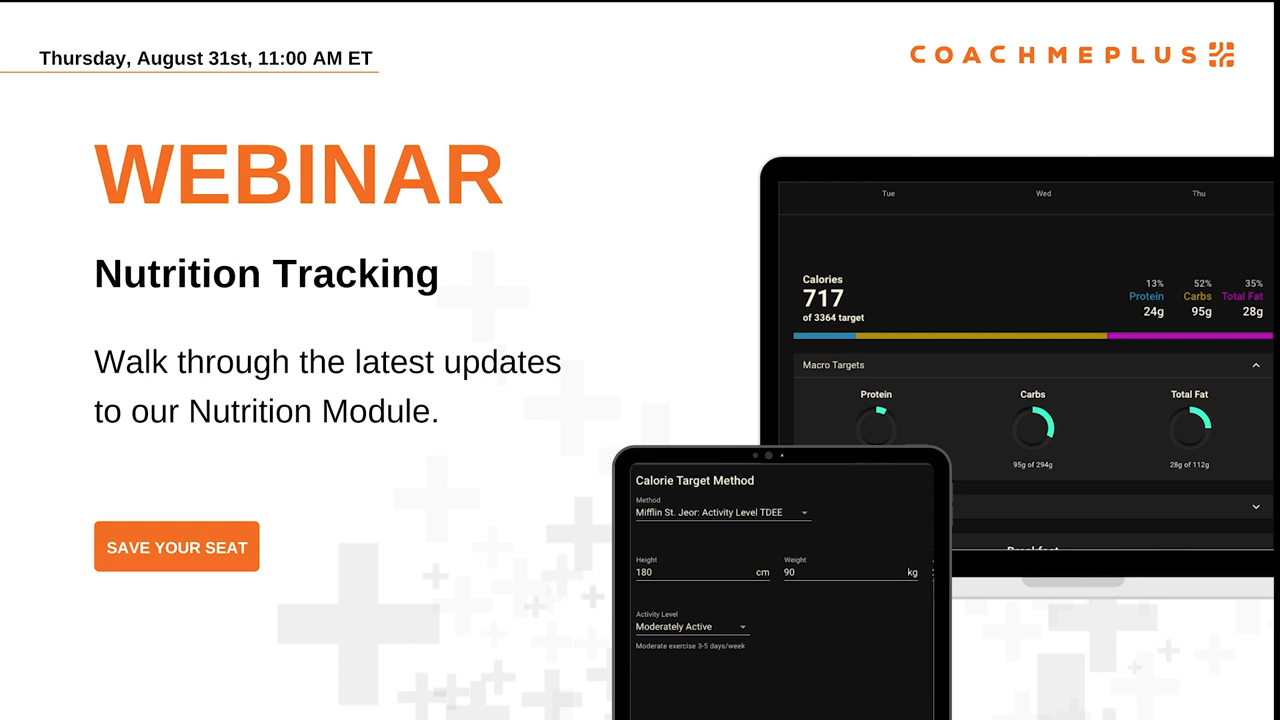 Thursday, August 31st, 11:00 AM ET
COACHMEPLUS
WEBINAR
Nutrition Tracking
Walk through the latest updates
to our Nutrition Module.
SAVE YOUR SEAT
Tue Wed Thu
Calories
717
of 3364 target
13% 52% 35%
Protein Carbs Total Fat
24g 95g 28g
Macro Targets
Protein Carbs Total Fat
95g of 294g 28g of 112g
Breakfast
Calorie Target Method
Method
Mifflin St. Jeor: Activity Level TDEE
Height Weight
180 cm 90 kg
Activity Level
Moderately Active
Moderate exercise 3-5 days/week